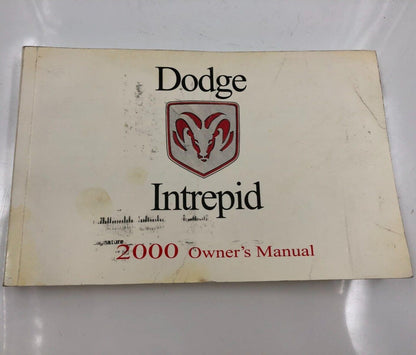 Dodge
Intrepid
2000 Owner's Manual